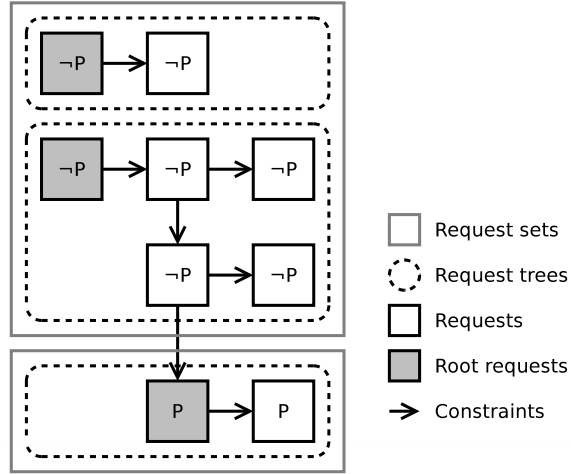 ¬P ¬P
¬P ¬P ¬P
¬P ¬P
P P
Request sets
Request trees
Requests
Root requests
Constraints